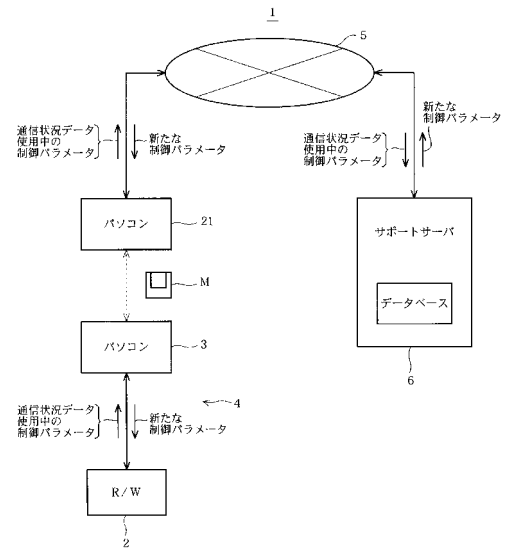 1
5
通信状況データ
使用中の
制御パラメータ
新たな
制御パラメータ
通信状況データ
使用中の
制御パラメータ
新たな
制御パラメータ
パソコン
21
サポートサーバ
データベース
6
M
パソコン
3
4
通信状況データ
使用中の
制御パラメータ
新たな
制御パラメータ
R/W
2